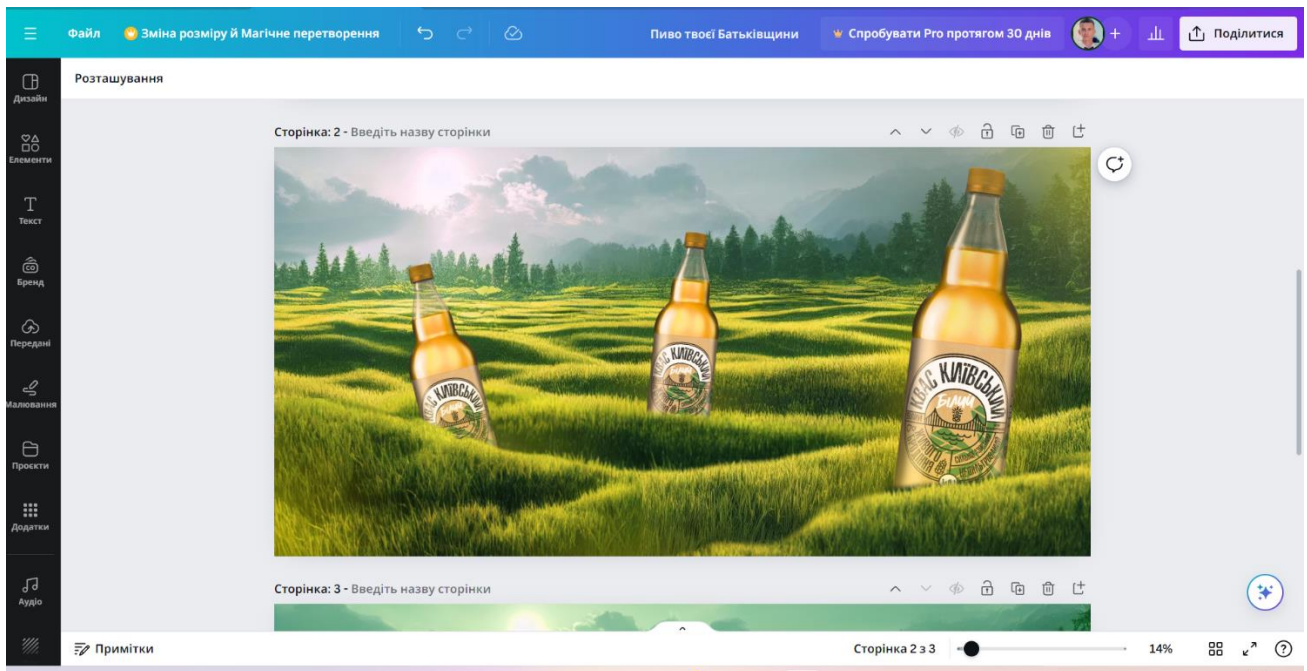 Файл
Зміна розміру й Магічне перетворення
Пиво твоєї Батьківщини
Спробувати Pro протягом 30 днів
+
Поділитися
Дизайн
Елементи
Текст
Бренд
Передані
Малювання
Проєкти
Додатки
Аудіо
Розташування
Сторінка: 2 - Введіть назву сторінки
КВАС КИЇВСЬКИЙ
Білий
КВАС КИЇВСЬКИЙ
Білий
КВАС КИЇВСЬКИЙ
Білий
Сторінка: 3 - Введіть назву сторінки
Примітки
Сторінка 2 з 3
14%